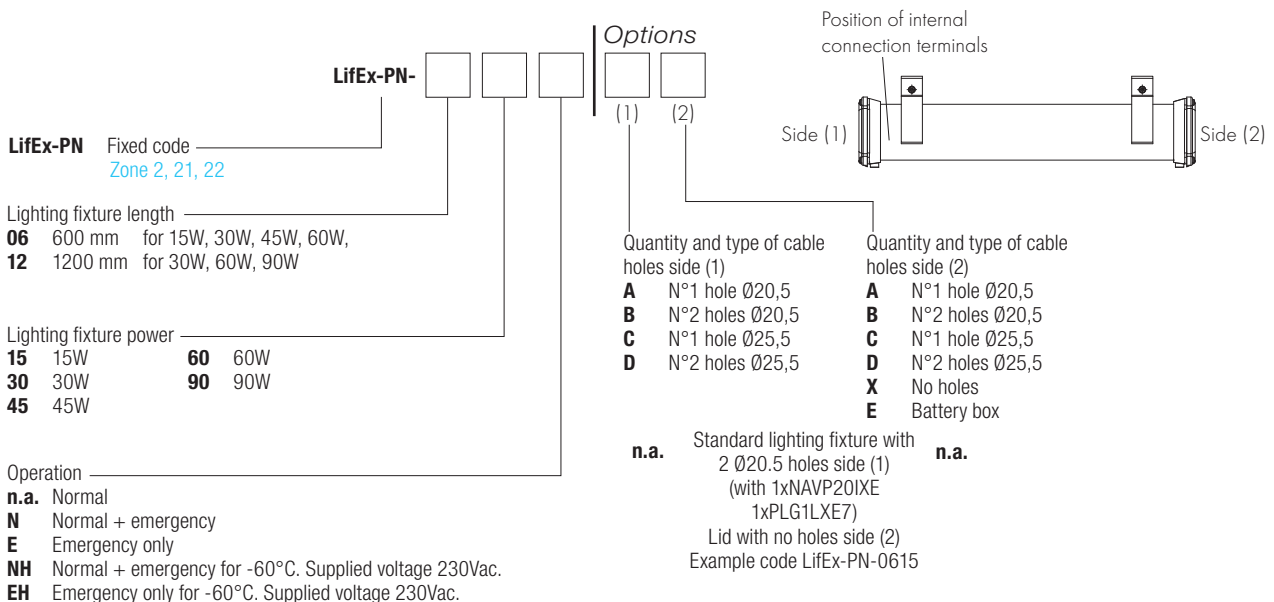 Options
LifEx-PN-
(1) (2)
Position of internal
connection terminals
Side (1)
Side (2)
LifEx-PN Fixed code
Zone 2, 21, 22
Lighting fixture length
06 600 mm for 15W, 30W, 45W, 60W,
12 1200 mm for 30W, 60W, 90W
Lighting fixture power
15 15W 60 60W
30 30W 90 90W
45 45W
Operation
n.a. Normal
N Normal + emergency
E Emergency only
NH Normal + emergency for -60°C. Supplied voltage 230Vac.
EH Emergency only for -60°C. Supplied voltage 230Vac.
Quantity and type of cable
holes side (1)
A N°1 hole Ø20,5
B N°2 holes Ø20,5
C N°1 hole Ø25,5
D N°2 holes Ø25,5
Quantity and type of cable
holes side (2)
A N°1 hole Ø20,5
B N°2 holes Ø20,5
C N°1 hole Ø25,5
D N°2 holes Ø25,5
X No holes
E Battery box
n.a. Standard lighting fixture with n.a.
2 Ø20.5 holes side (1)
(with 1xNAVP20IXE
1xPLG1LXE7)
Lid with no holes side (2)
Example code LifEx-PN-0615